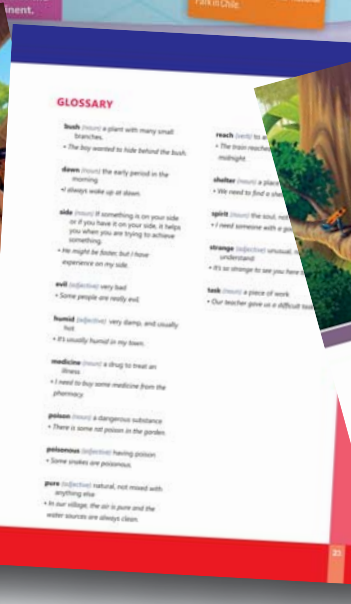 inent.
Park in Chile.
GLOSSARY
bush (noun) a plant with many small
branches.
• The boy wanted to hide behind the bush.
dawn (noun) the early period in the
morning
•I always wake up at dawn.
side (noun) If something is on your side
or if you have it on your side, it helps
you when you are trying to achieve
something.
• He might be faster, but I have
experience on my side.
evil (adjective) very bad
• Some people are really evil.
humid (adjective) very damp, and usually
hot
• It's usually humid in my town.
medicine (noun) a drug to treat an
illness
• I need to buy some medicine from the
pharmacy.
poison (noun) a dangerous substance
• There is some rat poison in the garden.
poisonous (adjective) having poison
• Some snakes are poisonous.
pure (adjective) natural, not mixed with
anything else
• In our village, the air is pure and the
water sources are always clean.
reach (verb) to a
• The train reache
midnight.
shelter (noun) a place
• We need to find a she
spirit (noun) the soul, not
• I need someone with a goo
strange (adjective) unusual,
understand
• It's so strange to see you here
task (noun) a piece of work
• Our teacher gave us a difficult task
23